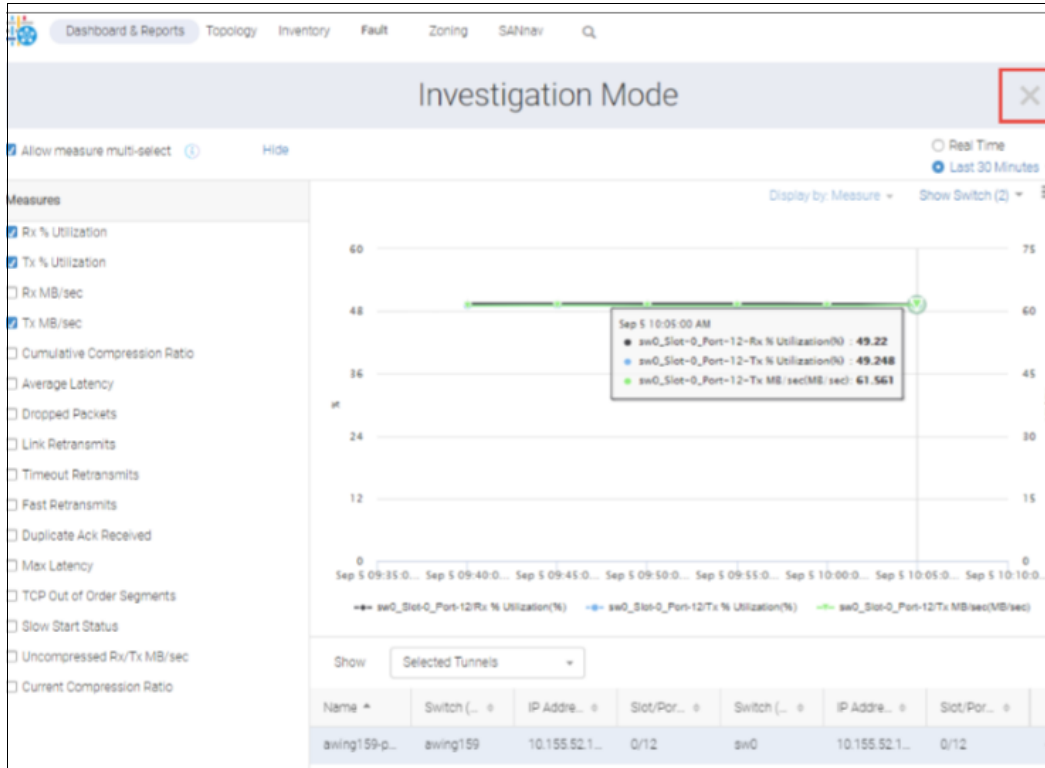 Dashboard & Reports Topology Inventory Fault Zoning SANnav
Investigation Mode
Allow measure multi-select Hide
Real Time
Last 30 Minutes
Measures
Display by: Measure Show Switch (2)
Rx % Utilization
Tx % Utilization
Rx MB/sec
Tx MB/sec
Cumulative Compression Ratio
Average Latency
Dropped Packets
Link Retransmits
Timeout Retransmits
Fast Retransmits
Duplicate Ack Received
Max Latency
TCP Out of Order Segments
Slow Start Status
Uncompressed Rx/Tx MB/sec
Current Compression Ratio
60 75
48 60
36 45
24 30
12 15
0 0
Sep 5 10:05:00 AM
sw0_Slot-0_Port-12-Rx % Utilization(%) : 49.22
sw0_Slot-0_Port-12-Tx % Utilization(%) : 49.248
sw0_Slot-0_Port-12-Tx MB/sec(MB/sec): 61.561
Sep 5 09:35:0... Sep 5 09:40:0... Sep 5 09:45:0... Sep 5 09:50:0... Sep 5 09:55:0... Sep 5 10:00:0... Sep 5 10:05:0... Sep 5 10:10:0...
sw0_Slot-0_Port-12/Rx % Utilization(%) sw0_Slot-0_Port-12/Tx % Utilization(%) sw0_Slot-0_Port-12/Tx MB/sec(MB/sec)
Show Selected Tunnels
Name Switch (... IP Addre... Slot/Por... Switch (... IP Addre... Slot/Por...
awing159-p... awing159 10.155.52.1... 0/12 sw0 10.155.52.1... 0/12